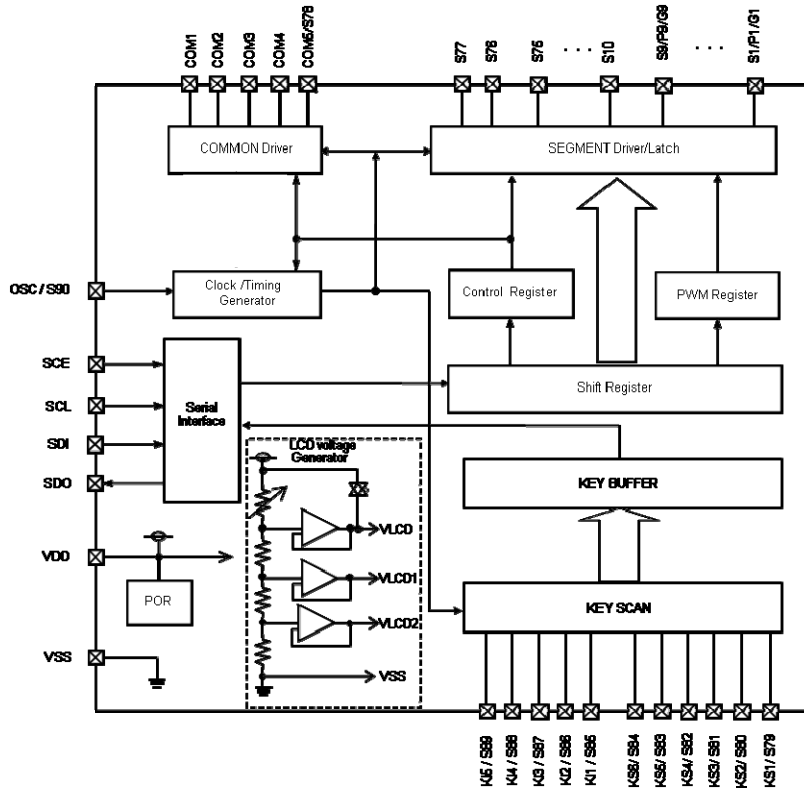 COM1
COM2
COM3
COM4
COM5/S78
S77
S76
S75
S10
S9/P9/G9
S1/P1/G1
COMMON Driver
SEGMENT Driver/Latch
OSC / S90
Clock /Timing
Generator
Control Register
PWM Register
SCE
SCL
SDI
SDO
Serial
Interface
Shift Register
LCD voltage
Generator
KEY BUFFER
VLCD
VDD
VLCD1
POR
KEY SCAN
VLCD2
VSS
VSS
KI5 / S89
KI4 / S88
KI3 / S87
KI2 / S86
KI1 / S85
KS6 / S84
KS5 / S83
KS4 / S82
KS3 / S81
KS2 / S80
KS1 / S79